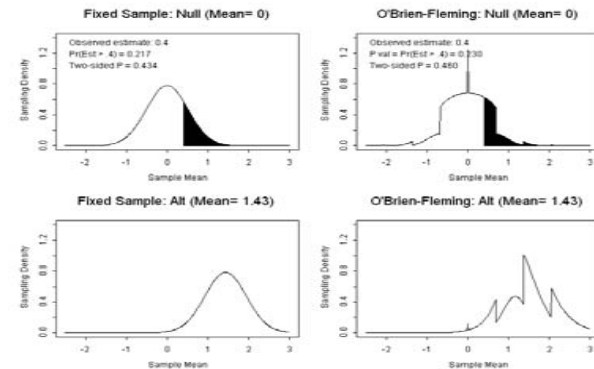 Fixed Sample: Null (Mean= 0)
Observed estimate: 0.4
Pr(Est > .4) = 0.217
Two-sided P = 0.434
Sampling Density
0.0 0.4 0.8 1.2
-2 -1 0 1 2 3
Sample Mean
O'Brien-Fleming: Null (Mean= 0)
Observed estimate: 0.4
P val = Pr(Est > .4) = 0.230
Two-sided P = 0.460
Sampling Density
0.0 0.4 0.8 1.2
-2 -1 0 1 2 3
Sample Mean
Fixed Sample: Alt (Mean= 1.43)
Sampling Density
0.0 0.4 0.8 1.2
-2 -1 0 1 2 3
Sample Mean
O'Brien-Fleming: Alt (Mean= 1.43)
Sampling Density
0.0 0.4 0.8 1.2
-2 -1 0 1 2 3
Sample Mean